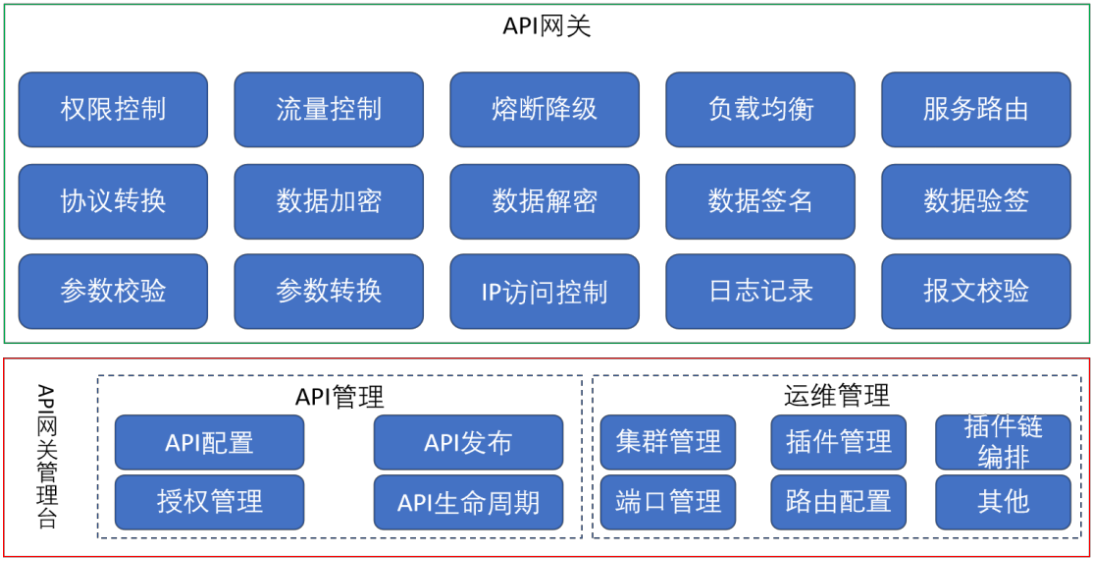 API网关
权限控制
流量控制
熔断降级
负载均衡
服务路由
协议转换
数据加密
数据解密
数据签名
数据验签
参数校验
参数转换
IP访问控制
日志记录
报文校验
API网关管理台
API管理
API配置
API发布
授权管理
API生命周期
运维管理
集群管理
插件管理
插件链
编排
端口管理
路由配置
其他